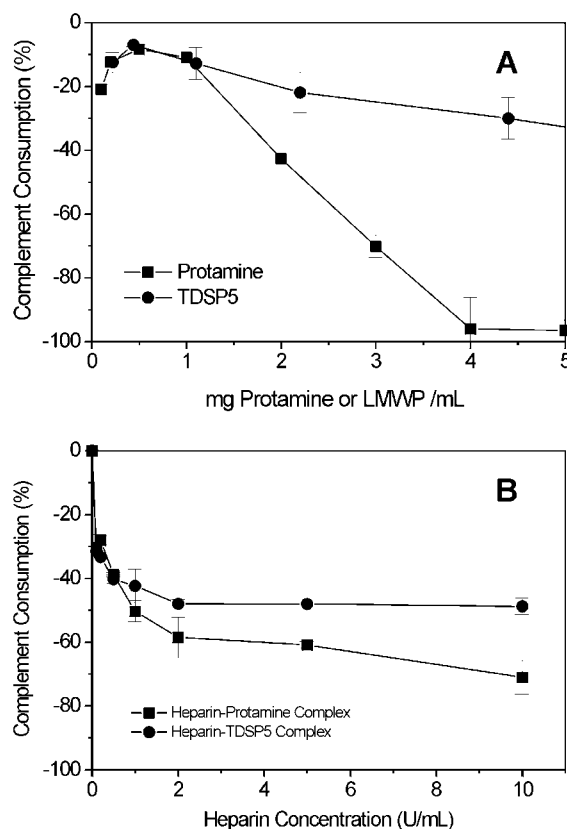 A
Complement Consumption (%)
0
-20
-40
-60
-80
-100
Protamine
TDSP5
0
1
2
3
4
5
mg Protamine or LMWP /mL
B
Complement Consumption (%)
0
-20
-40
-60
-80
-100
Heparin-Protamine Complex
Heparin-TDSP5 Complex
0
2
4
6
8
10
Heparin Concentration (U/mL)